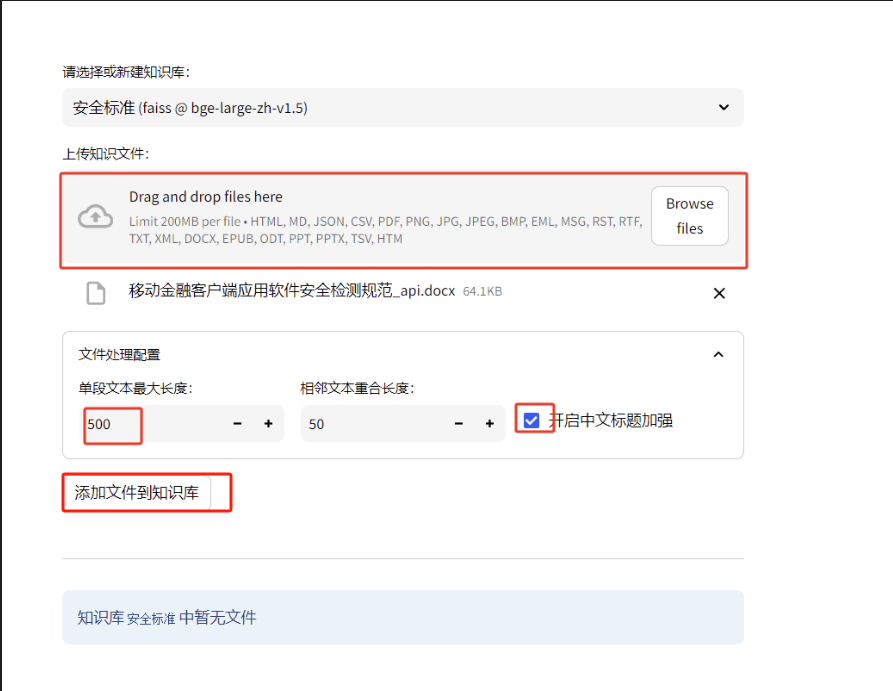 请选择或新建知识库：
安全标准 (faiss @ bge-large-zh-v1.5)
上传知识文件：
Drag and drop files here
Limit 200MB per file • HTML, MD, JSON, CSV, PDF, PNG, JPG, JPEG, BMP, EML, MSG, RST, RTF,
TXT, XML, DOCX, EPUB, ODT, PPT, PPTX, TSV, HTM
Browse
files
移动金融客户端应用软件安全检测规范_api.docx 64.1KB
文件处理配置
单段文本最大长度：
相邻文本重合长度：
500
50
开启中文标题加强
添加文件到知识库
知识库 安全标准 中暂无文件